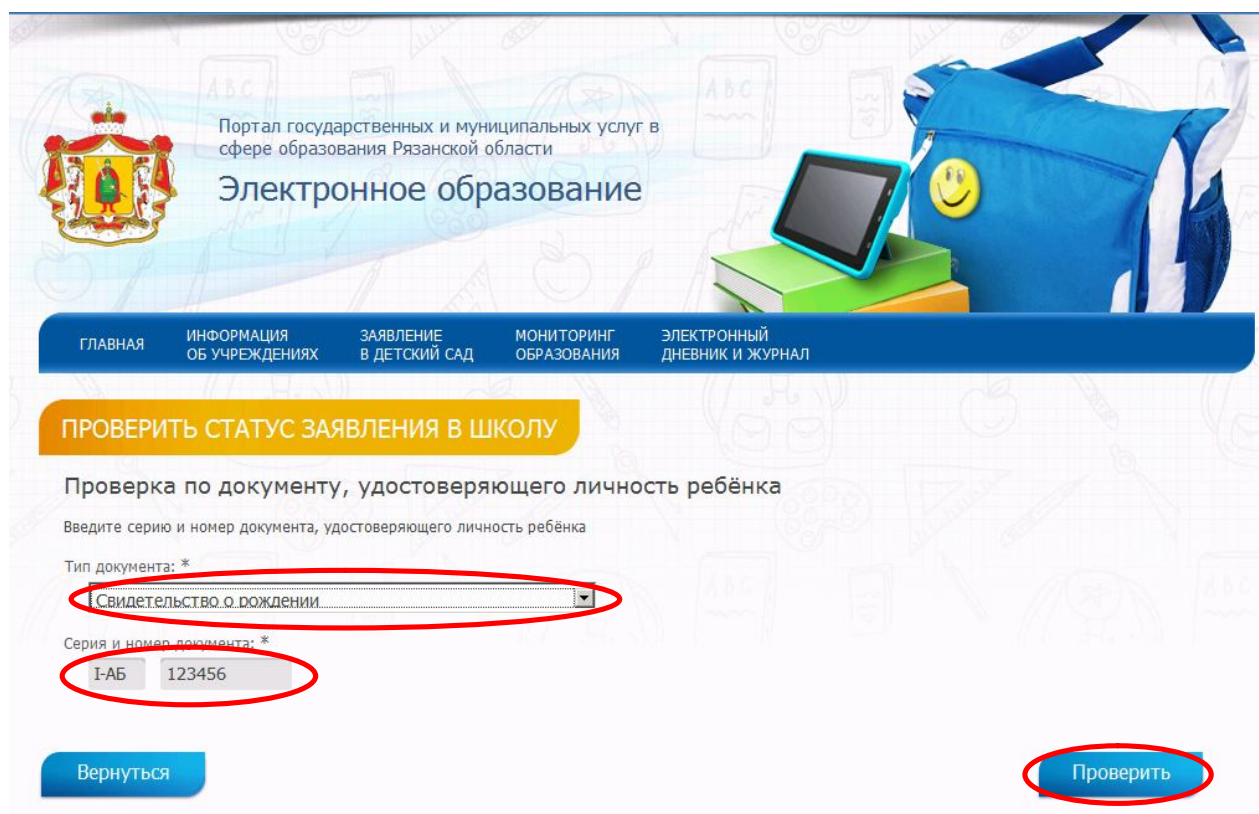 Портал государственных и муниципальных услуг в
сфере образования Рязанской области
Электронное образование
ГЛАВНАЯ
ИНФОРМАЦИЯ
ОБ УЧРЕЖДЕНИЯХ
ЗАЯВЛЕНИЕ
В ДЕТСКИЙ САД
МОНИТОРИНГ
ОБРАЗОВАНИЯ
ЭЛЕКТРОННЫЙ
ДНЕВНИК И ЖУРНАЛ
ПРОВЕРИТЬ СТАТУС ЗАЯВЛЕНИЯ В ШКОЛУ
Проверка по документу, удостоверяющего личность ребёнка
Введите серию и номер документа, удостоверяющего личность ребёнка
Тип документа: *
Свидетельство о рождении
Серия и номер документа: *
I-АБ 123456
Вернуться
Проверить